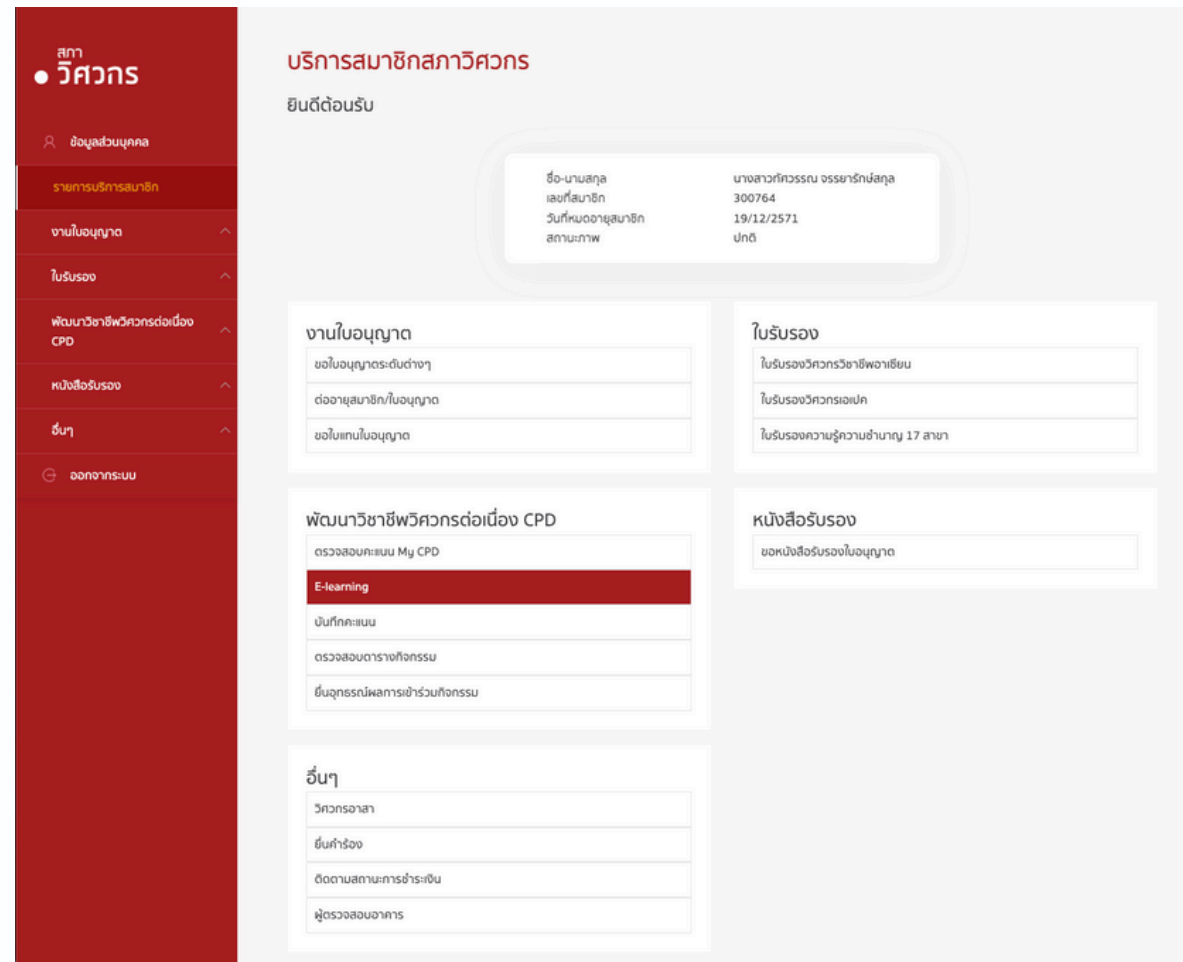 สภา
วิศวกร
ข้อมูลส่วนบุคคล
รายการบริการสมาชิก
งานใบอนุญาต
ใบรับรอง
พัฒนาวิชาชีพวิศวกรต่อเนื่อง
CPD
หนังสือรับรอง
อื่นๆ
ออกจากระบบ
บริการสมาชิกสภาวิศวกร
ยินดีต้อนรับ
ชื่อ-นามสกุล นางสาวทัศวรรณ จรรยารักษ์สกุล
เลขที่สมาชิก 300764
วันที่หมดอายุสมาชิก 19/12/2571
สถานะภาพ ปกติ
งานใบอนุญาต
ขอใบอนุญาตระดับต่างๆ
ต่ออายุสมาชิก/ใบอนุญาต
ขอใบแทนใบอนุญาต
ใบรับรอง
ใบรับรองวิศวกรวิชาชีพอาเซียน
ใบรับรองวิศวกรเอเปค
ใบรับรองความรู้ความชำนาญ 17 สาขา
พัฒนาวิชาชีพวิศวกรต่อเนื่อง CPD
ตรวจสอบคะแนน My CPD
E-learning
บันทึกคะแนน
ตรวจสอบตารางกิจกรรม
ยื่นอุทธรณ์ผลการเข้าร่วมกิจกรรม
หนังสือรับรอง
ขอหนังสือรับรองใบอนุญาต
อื่นๆ
วิศวกรอาสา
ยื่นคำร้อง
ติดตามสถานะการชำระเงิน
ผู้ตรวจสอบอาคาร